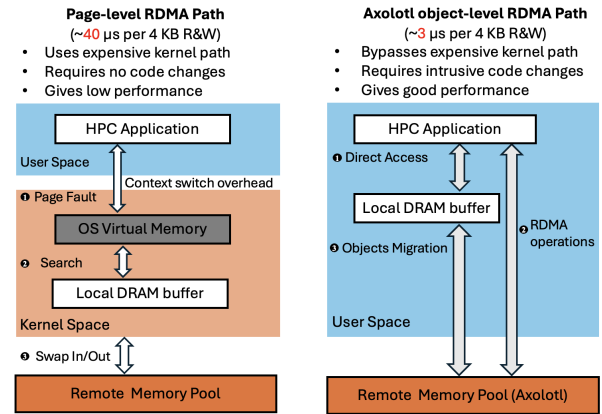 Page-level RDMA Path
(~40 µs per 4 KB R&W)
• Uses expensive kernel path
• Requires no code changes
• Gives low performance
HPC Application
User Space
Context switch overhead
❶ Page Fault
OS Virtual Memory
❷ Search
Local DRAM buffer
Kernel Space
❸ Swap In/Out
Remote Memory Pool
Axolotl object-level RDMA Path
(~3 µs per 4 KB R&W)
• Bypasses expensive kernel path
• Requires intrusive code changes
• Gives good performance
HPC Application
❶ Direct Access
Local DRAM buffer
❷ RDMA
operations
❸ Objects Migration
User Space
Remote Memory Pool (Axolotl)